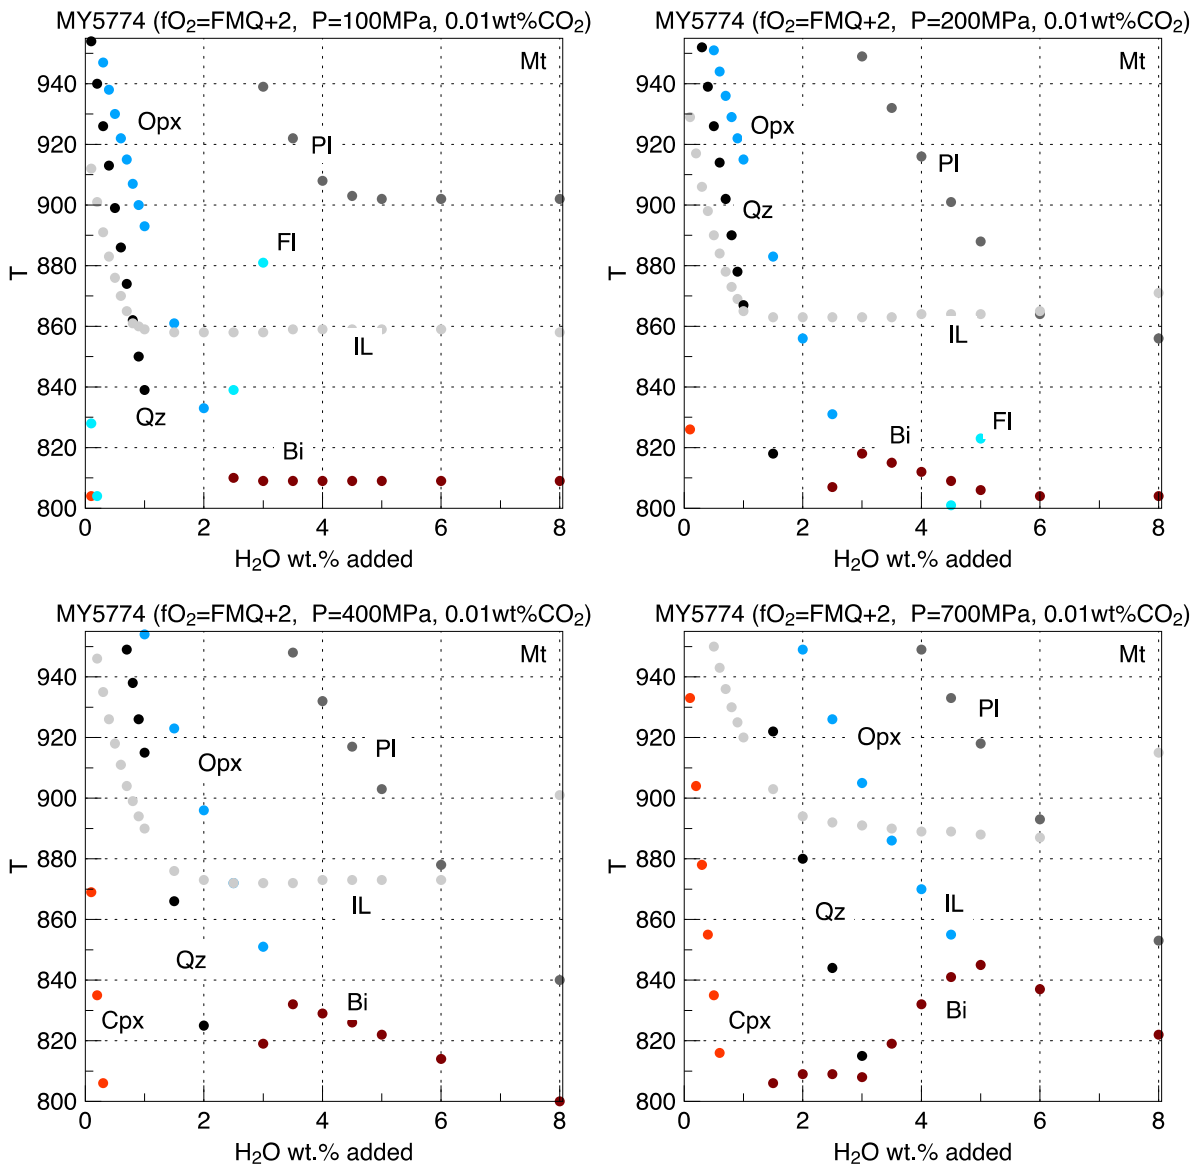 MY5774 (fO2=FMQ+2, P=100MPa, 0.01wt%CO2)
Mt
940
920
900
880
860
840
820
800
T
Opx
Pl
Fl
IL
Qz
Bi
0 2 4 6 8
H2O wt.% added
MY5774 (fO2=FMQ+2, P=200MPa, 0.01wt%CO2)
Mt
940
920
900
880
860
840
820
800
T
Opx
Pl
Qz
IL
Bi
Fl
0 2 4 6 8
H2O wt.% added
MY5774 (fO2=FMQ+2, P=400MPa, 0.01wt%CO2)
Mt
940
920
900
880
860
840
820
800
T
Pl
Opx
IL
Qz
Bi
Cpx
0 2 4 6 8
H2O wt.% added
MY5774 (fO2=FMQ+2, P=700MPa, 0.01wt%CO2)
Mt
940
920
900
880
860
840
820
800
T
Pl
Opx
Qz
IL
Bi
Cpx
0 2 4 6 8
H2O wt.% added